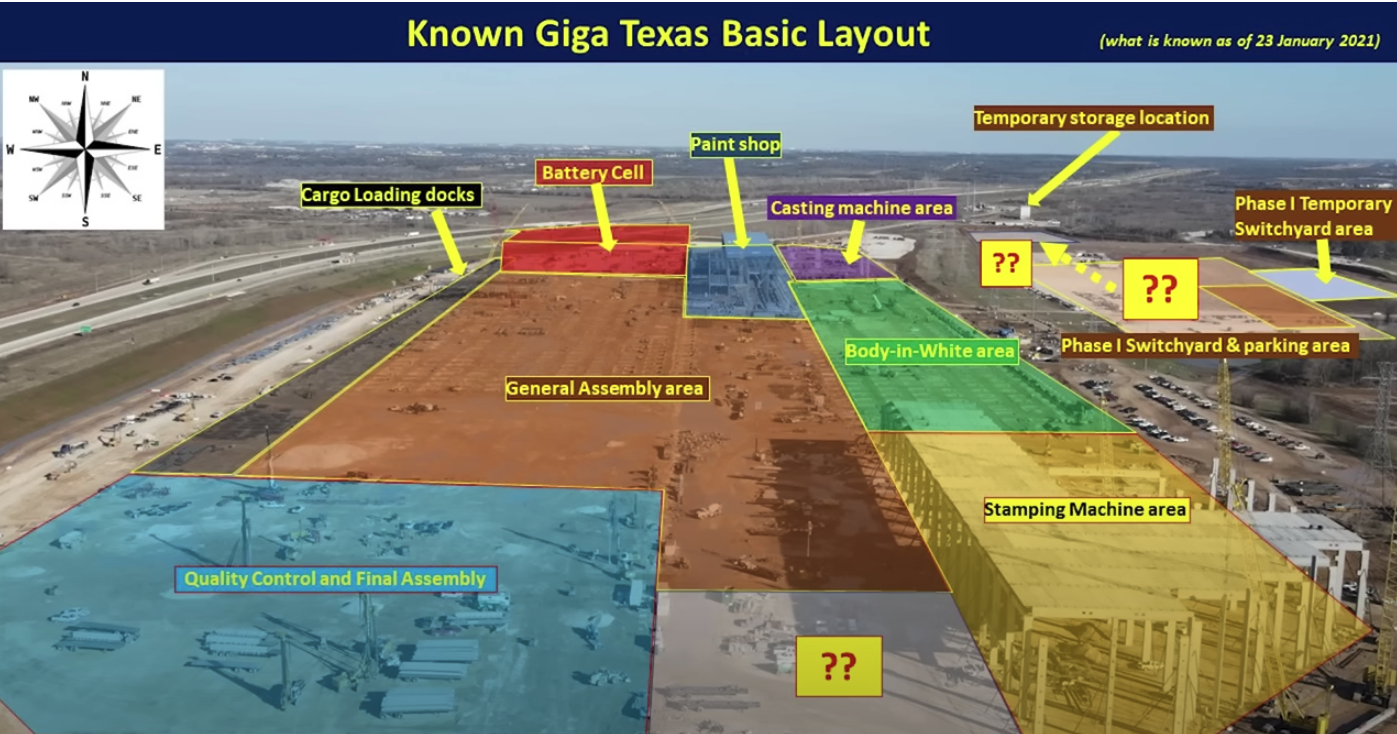 Known Giga Texas Basic Layout
(what is known as of 23 January 2021)
N
NW
NE
W
E
SW
SE
S
Temporary storage location
Paint shop
Battery Cell
Cargo Loading docks
Casting machine area
Phase I Temporary
Switchyard area
??
??
Body-in-White area
Phase I Switchyard & parking area
General Assembly area
Stamping Machine area
Quality Control and Final Assembly
??